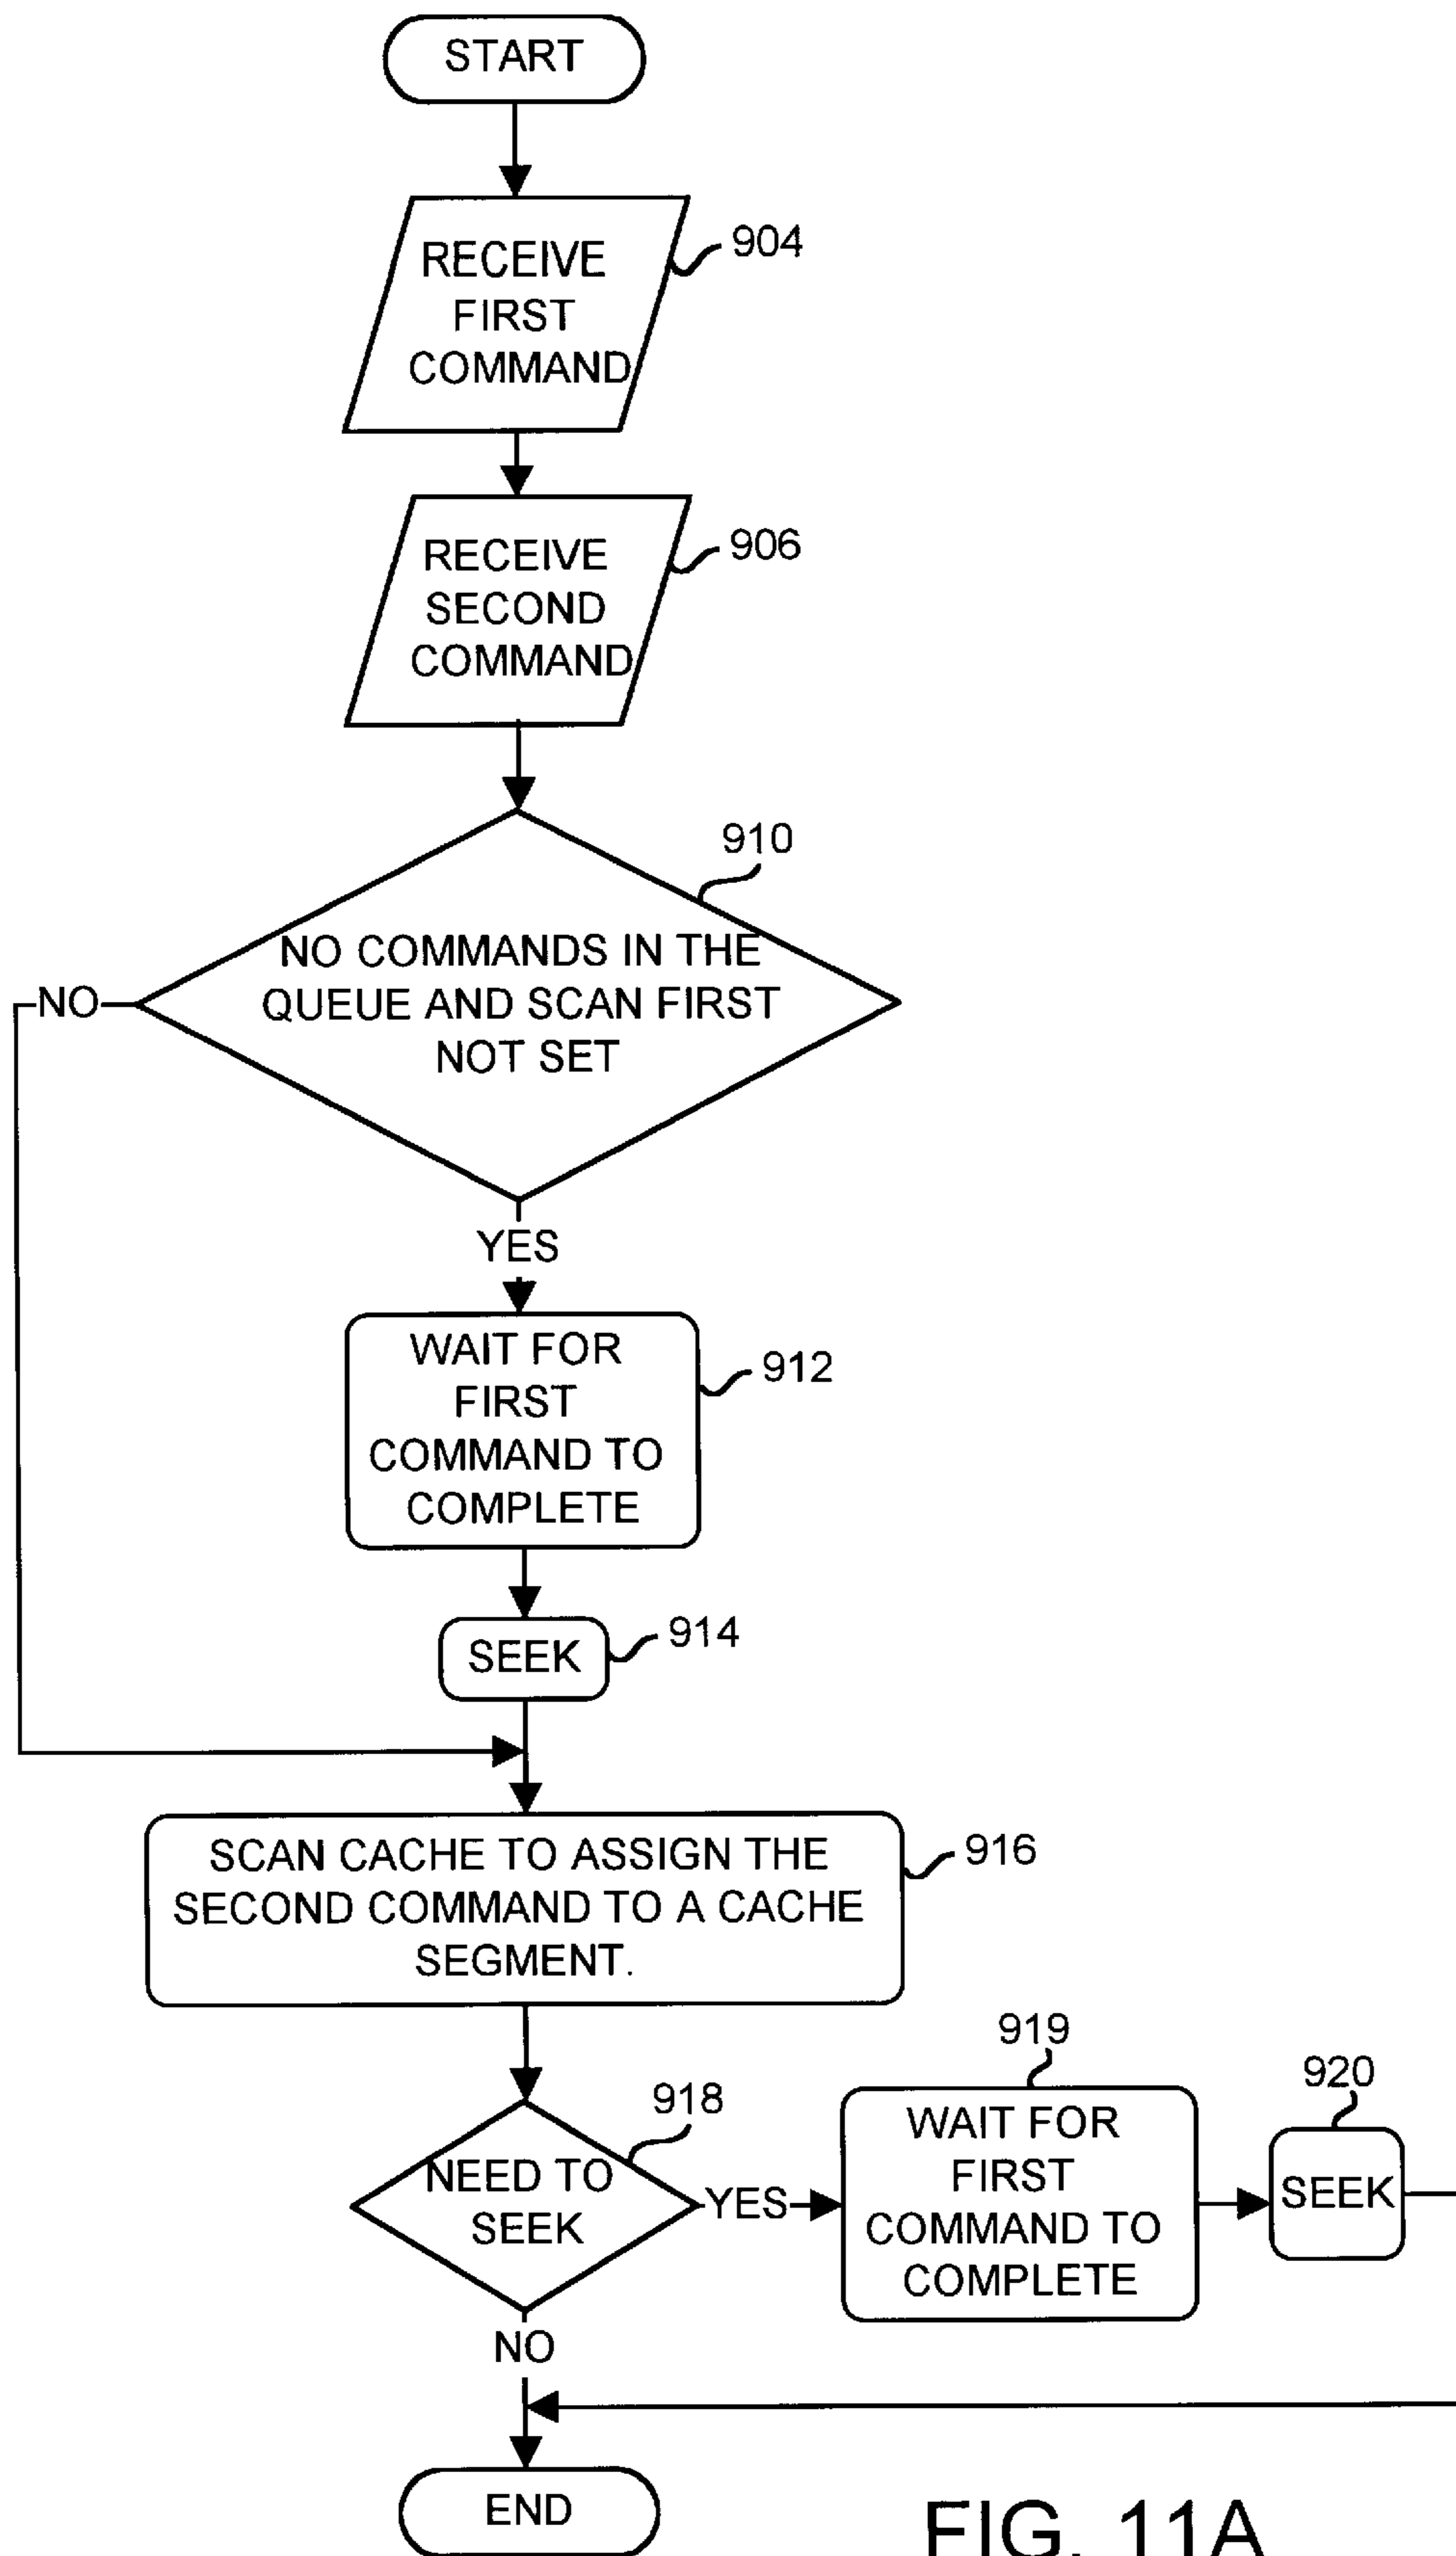 START
RECEIVE
FIRST
COMMAND
904
RECEIVE
SECOND
COMMAND
906
910
NO COMMANDS IN THE
QUEUE AND SCAN FIRST
NOT SET
NO
YES
WAIT FOR
FIRST
COMMAND TO
COMPLETE
912
SEEK
914
SCAN CACHE TO ASSIGN THE
SECOND COMMAND TO A CACHE
SEGMENT.
916
918
NEED TO
SEEK
YES
919
WAIT FOR
FIRST
COMMAND TO
COMPLETE
920
SEEK
NO
END
FIG. 11A